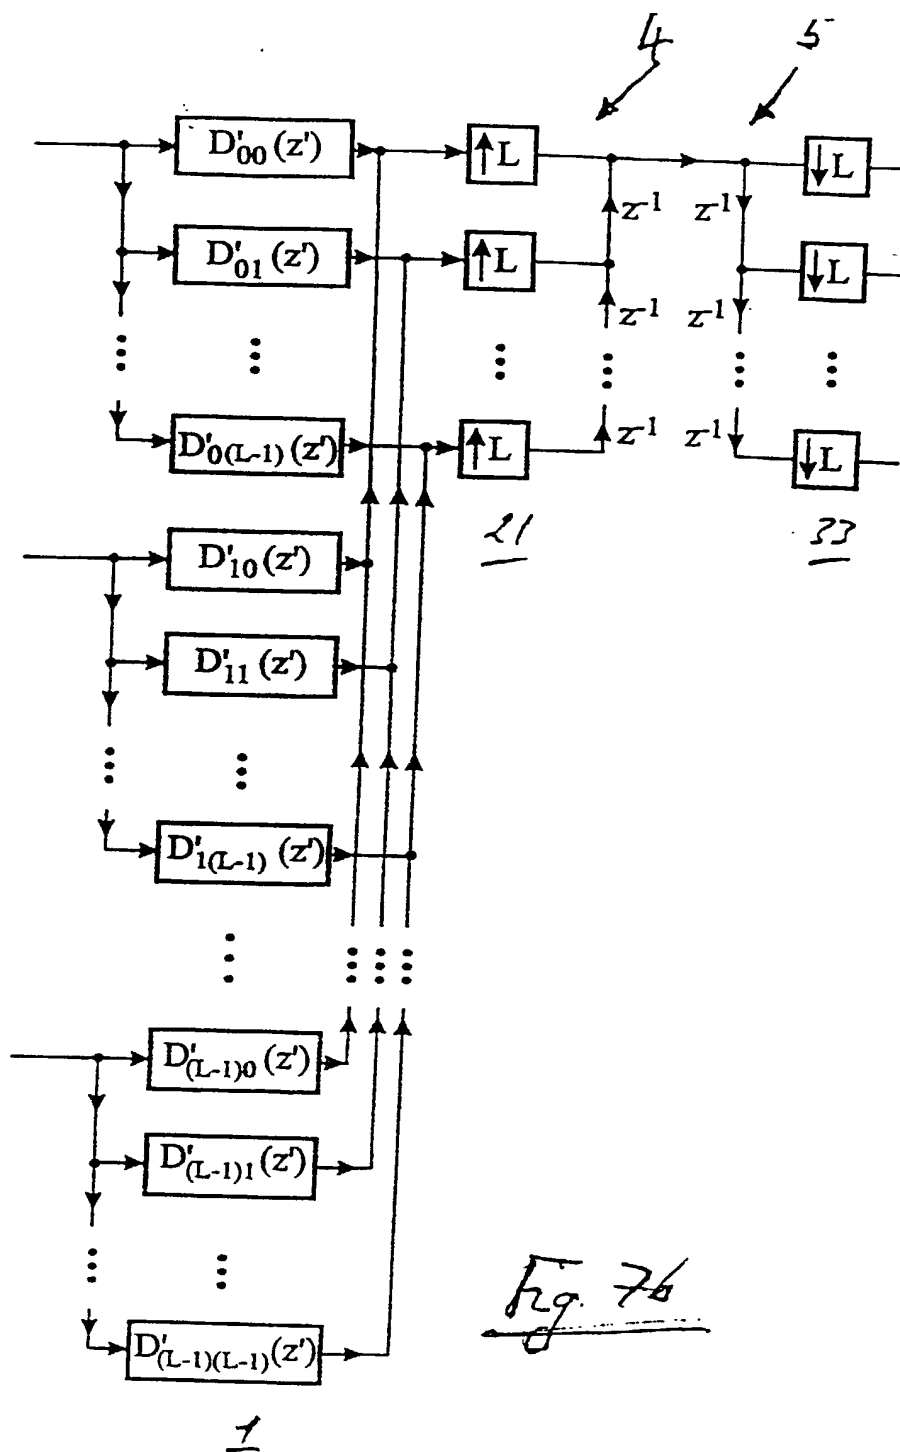 4 5
D'00(z') ↑L ↓L
z-1 z-1
D'01(z') ↑L ↓L
z-1 z-1
D'0(L-1)(z') ↑L z-1 z-1 ↓L
21 33
D'10(z')
D'11(z')
D'1(L-1)(z')
D'(L-1)0(z')
D'(L-1)1(z')
Fig. 7b
D'(L-1)(L-1)(z')
1